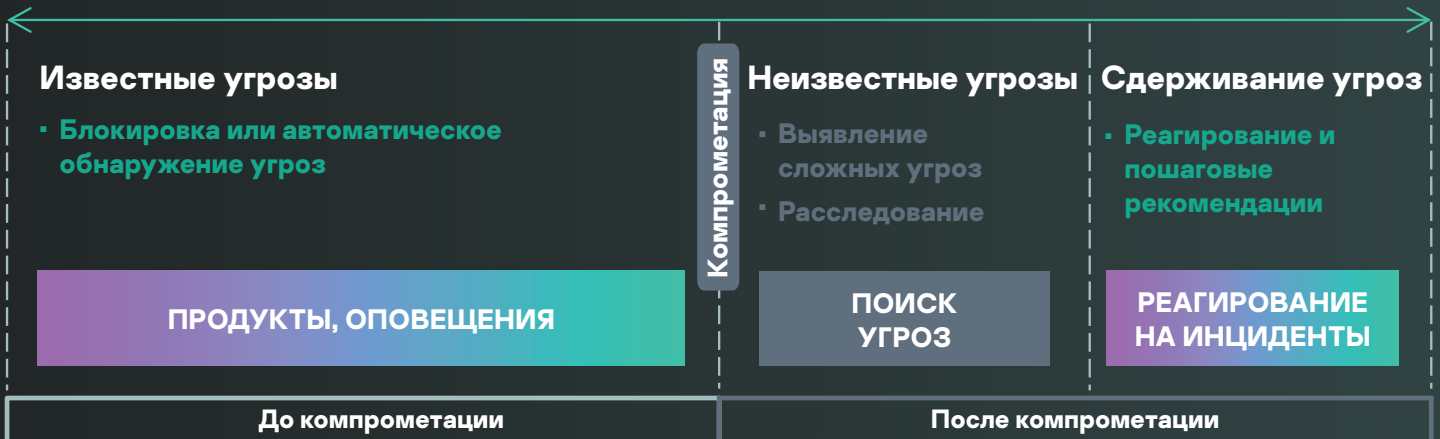 Известные угрозы
▪ Блокировка или автоматическое
обнаружение угроз
ПРОДУКТЫ, ОПОВЕЩЕНИЯ
Компрометация
Неизвестные угрозы
▪ Выявление
сложных угроз
▪ Расследование
ПОИСК
УГРОЗ
Сдерживание угроз
▪ Реагирование и
пошаговые
рекомендации
РЕАГИРОВАНИЕ
НА ИНЦИДЕНТЫ
До компрометации
После компрометации